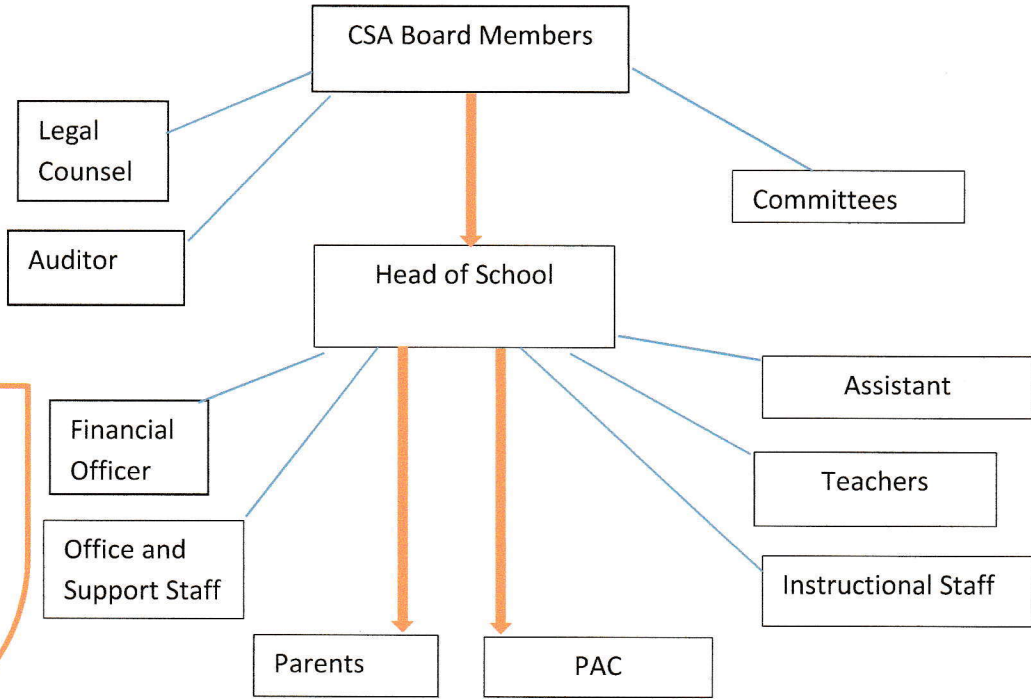 CSA Board Members
Legal
Counsel
Committees
Auditor
Head of School
Assistant
Financial
Officer
Teachers
Office and
Support Staff
Instructional Staff
Parents
PAC